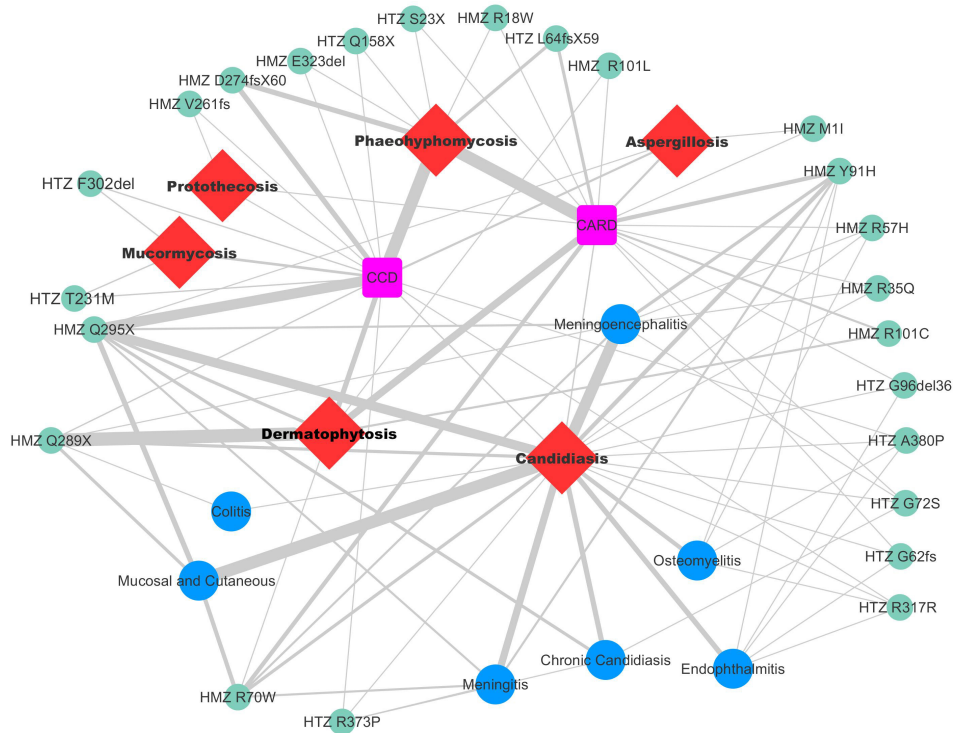 HTZ S23X
HMZ R18W
HTZ Q158X
HTZ L64fsX59
HMZ E323del
HMZ R101L
HMZ D274fsX60
HMZ V261fs
HMZ M1I
Phaeohyphomycosis
Aspergillosis
HMZ Y91H
HTZ F302del
Protothecosis
CARD
HMZ R57H
Mucormycosis
CCD
HMZ R35Q
HTZ T231M
Meningoencephalitis
HMZ Q295X
HMZ R101C
HTZ G96del36
Dermatophytosis
HMZ Q289X
HTZ A380P
Candidiasis
HTZ G72S
Colitis
HTZ G62fs
Osteomyelitis
Mucosal and Cutaneous
HTZ R317R
Chronic Candidiasis
Endophthalmitis
Meningitis
HMZ R70W
HTZ R373P